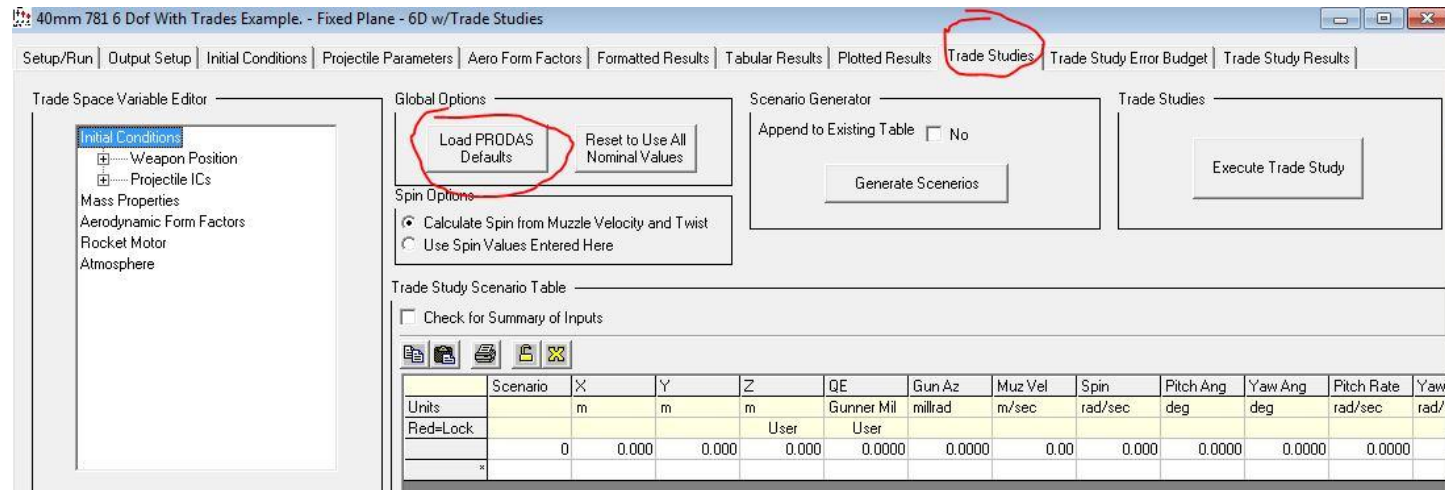 40mm 781 6 Dof With Trades Example. - Fixed Plane - 6D w/Trade Studies
Setup/Run Output Setup Initial Conditions Projectile Parameters Aero Form Factors Formatted Results Tabular Results Plotted Results Trade Studies Trade Study Error Budget Trade Study Results
Trade Space Variable Editor
Initial Conditions
Weapon Position
Projectile ICs
Mass Properties
Aerodynamic Form Factors
Rocket Motor
Atmosphere
Global Options
Load PRODAS
Defaults
Reset to Use All
Nominal Values
Spin Options
Calculate Spin from Muzzle Velocity and Twist
Use Spin Values Entered Here
Scenario Generator
Append to Existing Table No
Generate Scenerios
Trade Studies
Execute Trade Study
Trade Study Scenario Table
Check for Summary of Inputs
Scenario X Y Z QE Gun Az Muz Vel Spin Pitch Ang Yaw Ang Pitch Rate Yaw
Units m m m Gunner Mil millrad m/sec rad/sec deg deg rad/sec rad/
Red=Lock User User
0 0.000 0.000 0.000 0.0000 0.0000 0.00 0.000 0.0000 0.0000 0.0000
*